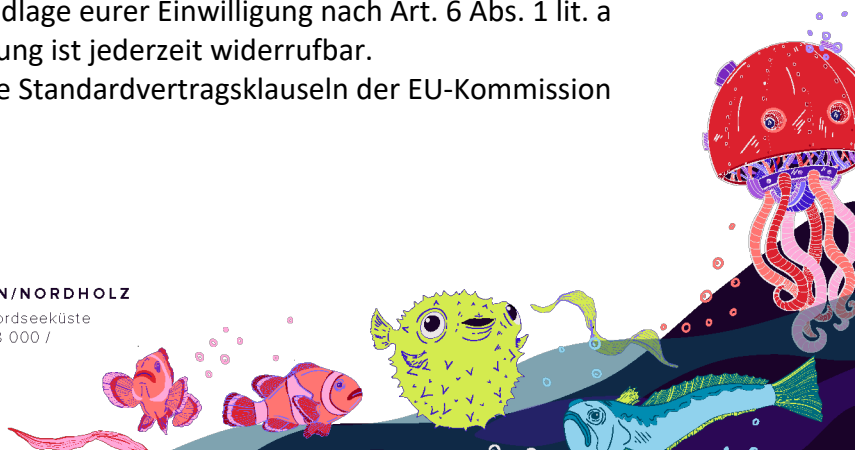 dlage eurer Einwilligung nach Art. 6 Abs. 1 lit. a
ung ist jederzeit widerrufbar.
e Standardvertragsklauseln der EU-Kommission
N/NORDHOLZ
ordseeküste
000 /